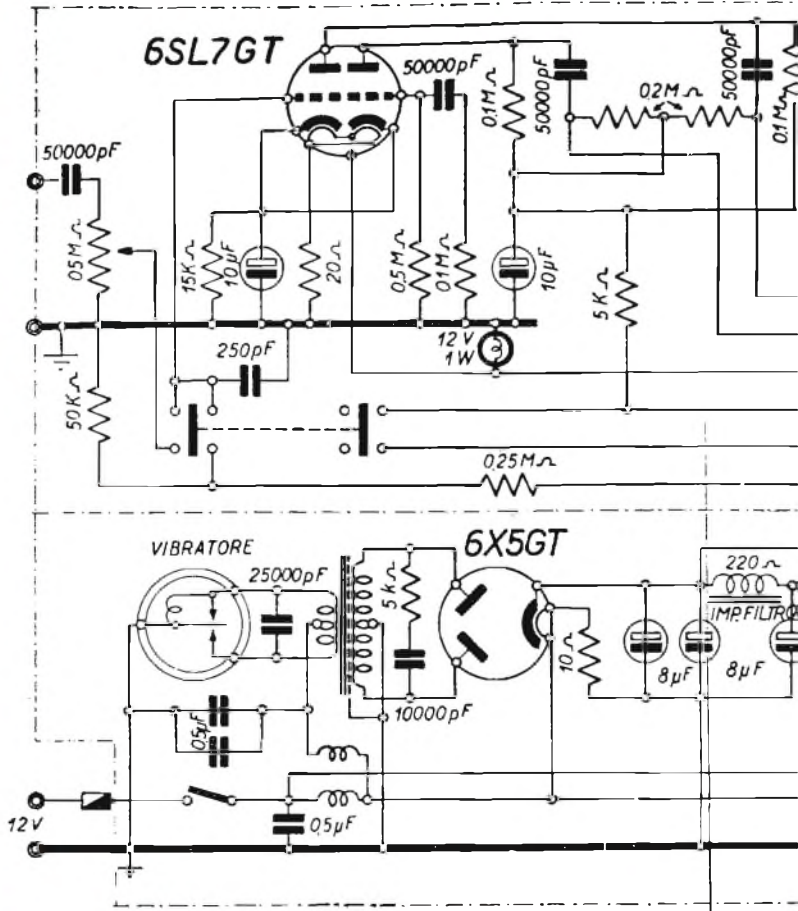 6SL7GT
50000pF
50000pF
0,1MΩ
50000pF
0,2MΩ
50000pF
0,1MΩ
0,5MΩ
15KΩ
10µF
20Ω
0,5MΩ
0,1MΩ
10µF
5KΩ
12V
1W
250pF
50KΩ
0,25MΩ
VIBRATORE
6X5GT
25000pF
5KΩ
220Ω
IMP.FILTRO
10Ω
8µF
8µF
10000pF
0,5µF
12V
0,5µF